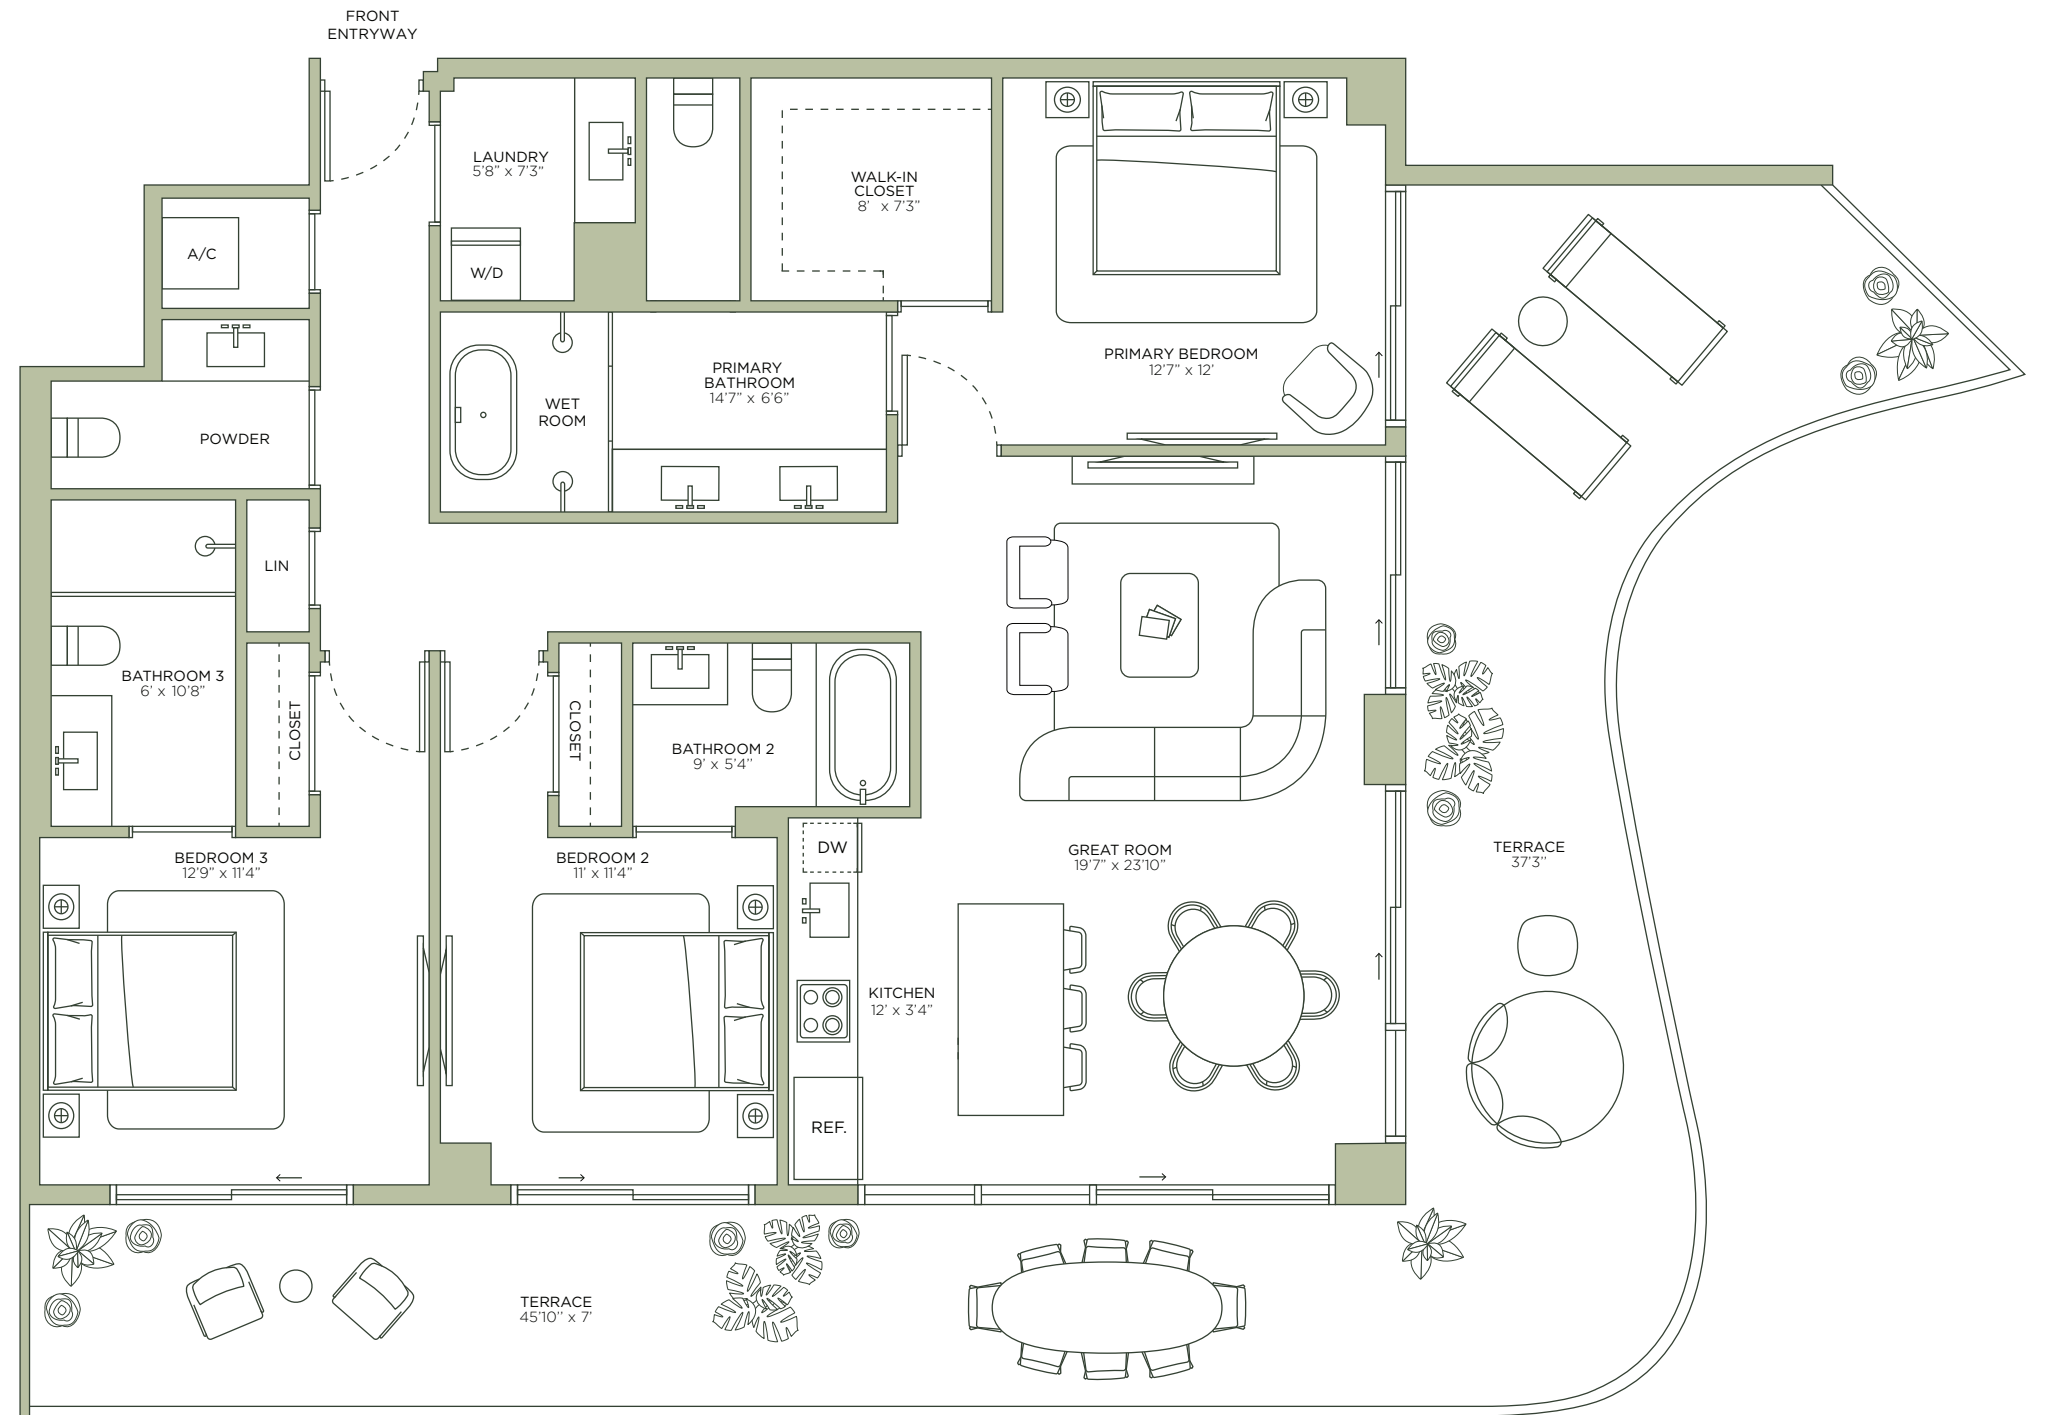 FRONT
ENTRYWAY
LAUNDRY
5'8" x 7'3"
WALK-IN
CLOSET
8' x 7'3"
A/C
W/D
PRIMARY BEDROOM
12'7" x 12'
PRIMARY
BATHROOM
14'7" x 6'6"
WET
ROOM
POWDER
LIN
BATHROOM 3
6' x 10'8"
CLOSET
CLOSET
BATHROOM 2
9' x 5'4"
BEDROOM 3
12'9" x 11'4"
BEDROOM 2
11' x 11'4"
DW
GREAT ROOM
19'7" x 23'10"
TERRACE
37'3"
KITCHEN
12' x 3'4"
REF.
TERRACE
45'10" x 7'